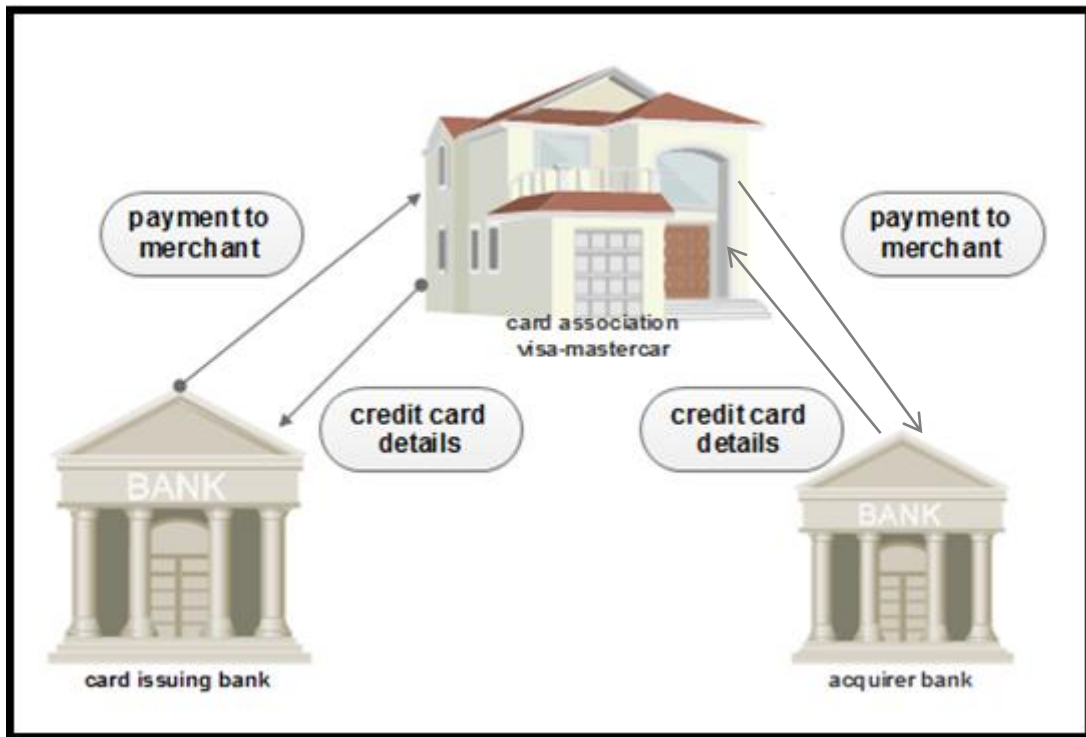 payment to
merchant
payment to
merchant
card association
visa-mastercar
credit card
details
credit card
details
BANK
BANK
card issuing bank
acquirer bank